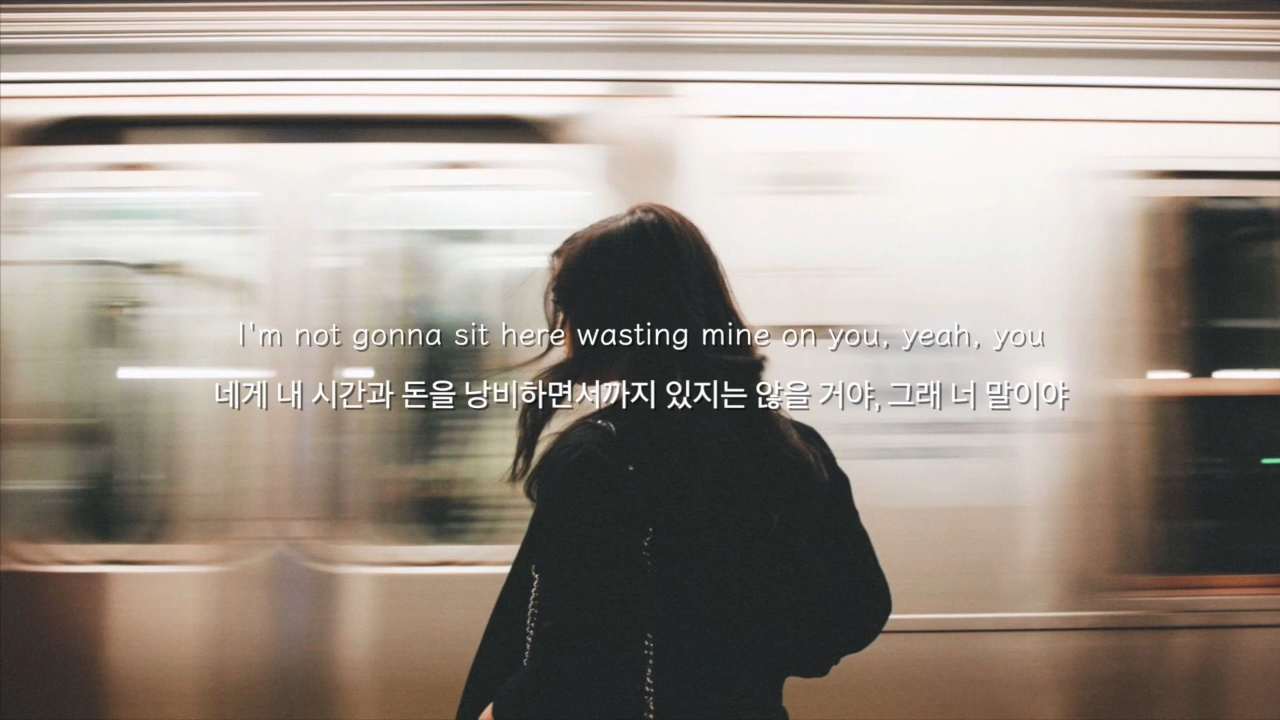 I'm not gonna sit here wasting mine on you, yeah, you
네게 내 시간과 돈을 낭비하면서까지 있지는 않을 거야, 그래 너 말이야